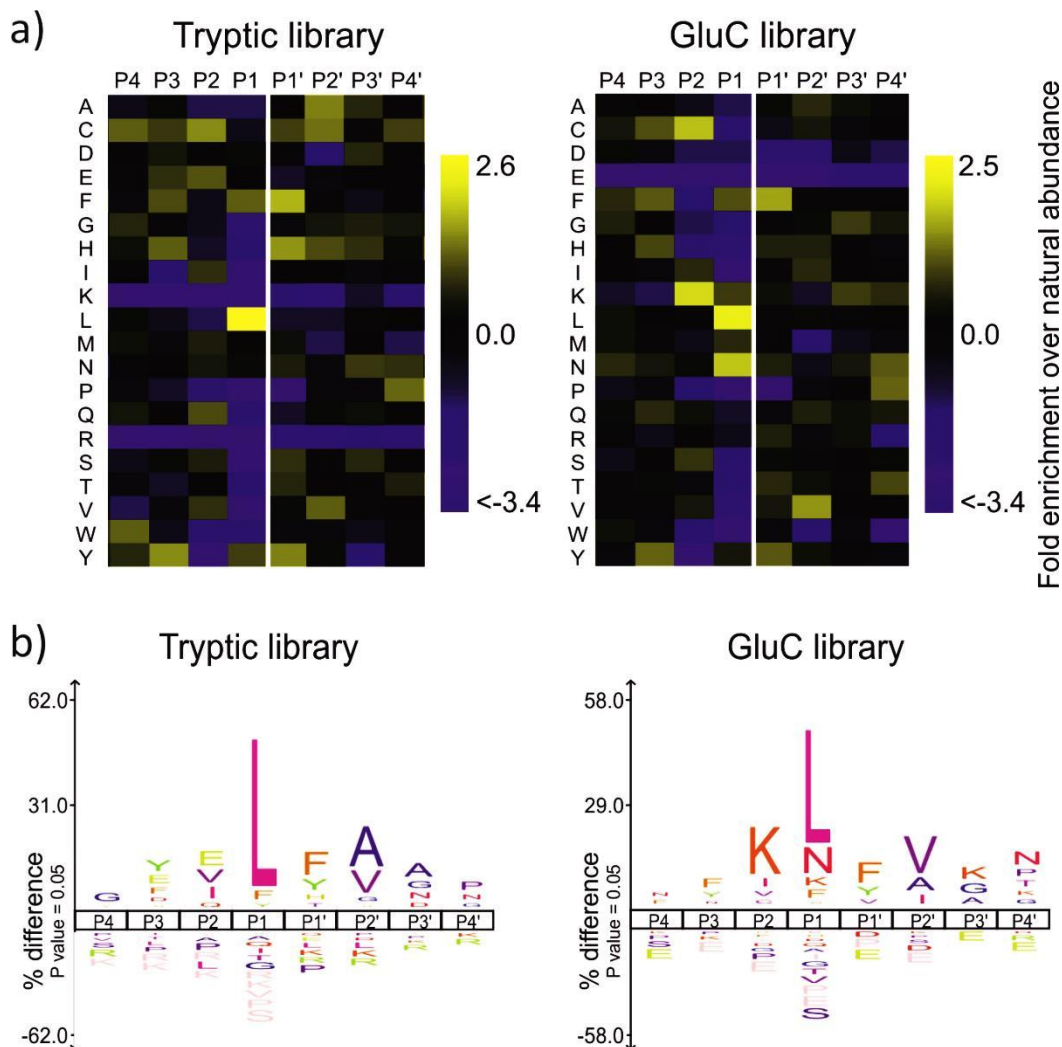 a)
Tryptic library
GluC library
P4 P3 P2 P1 P1' P2' P3' P4'
P4 P3 P2 P1 P1' P2' P3' P4'
A
C
D
E
F
G
H
I
K
L
M
N
P
Q
R
S
T
V
W
Y
2.6
0.0
<-3.4
A
C
D
E
F
G
H
I
K
L
M
N
P
Q
R
S
T
V
W
Y
2.5
0.0
<-3.4
Fold enrichment over natural abundance
b)
Tryptic library
GluC library
62.0
31.0
% difference
P value = 0.05
-62.0
G
Y E
E V I
L F
F Y H
A V G
A G N D
P N G
P4 P3 P2 P1 P1' P2' P3' P4'
58.0
29.0
% difference
P value = 0.05
-58.0
N
F Y
K I V
L N K F
F Y V
V A I
K G A
N P T K G
P4 P3 P2 P1 P1' P2' P3' P4'